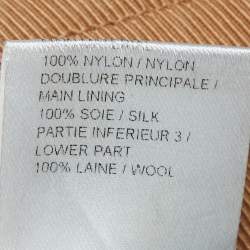 100% NYLON / NYLON
DOUBLURE PRINCIPALE /
MAIN LINING
100% SOIE / SILK
PARTIE INFERIEUR 3 /
LOWER PART
100% LAINE / WOOL